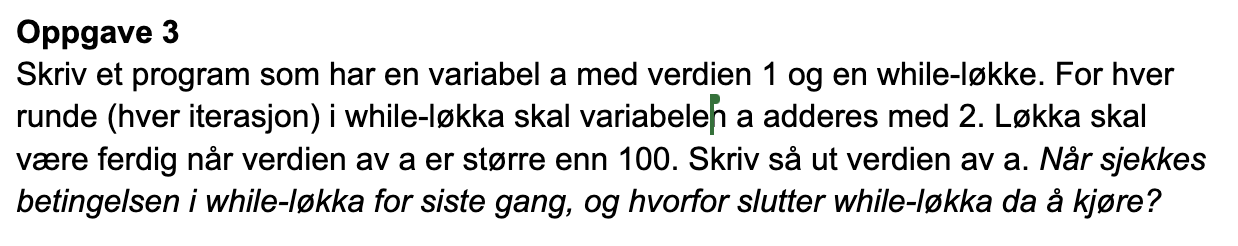 Oppgave 3
Skriv et program som har en variabel a med verdien 1 og en while-løkke. For hver
runde (hver iterasjon) i while-løkka skal variabelen a adderes med 2. Løkka skal
være ferdig når verdien av a er større enn 100. Skriv så ut verdien av a. Når sjekkes
betingelsen i while-løkka for siste gang, og hvorfor slutter while-løkka da å kjøre?